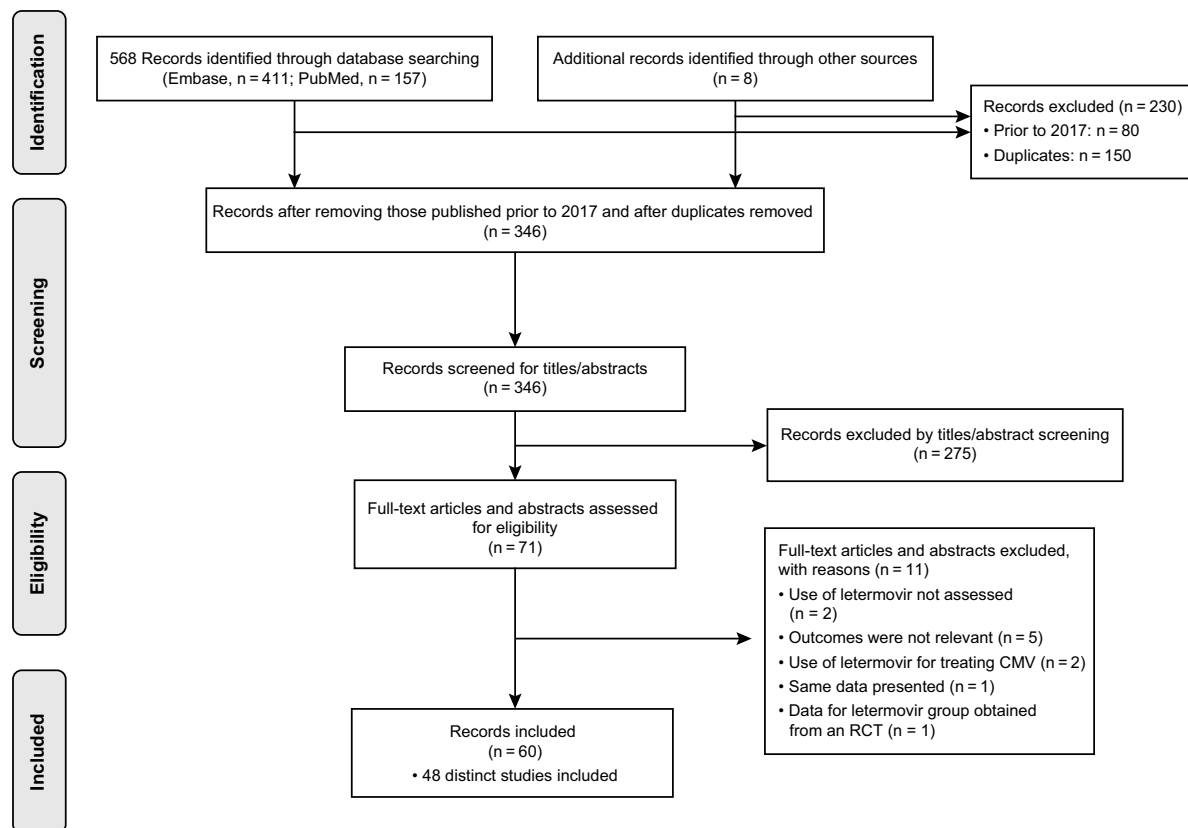 Identification
568 Records identified through database searching
(Embase, n = 411; PubMed, n = 157)
Additional records identified through other sources
(n = 8)
Records excluded (n = 230)
• Prior to 2017: n = 80
• Duplicates: n = 150
Screening
Records after removing those published prior to 2017 and after duplicates removed
(n = 346)
Records screened for titles/abstracts
(n = 346)
Records excluded by titles/abstract screening
(n = 275)
Eligibility
Full-text articles and abstracts assessed
for eligibility
(n = 71)
Full-text articles and abstracts excluded,
with reasons (n = 11)
• Use of letermovir not assessed
(n = 2)
• Outcomes were not relevant (n = 5)
• Use of letermovir for treating CMV (n = 2)
• Same data presented (n = 1)
• Data for letermovir group obtained
from an RCT (n = 1)
Included
Records included
(n = 60)
• 48 distinct studies included